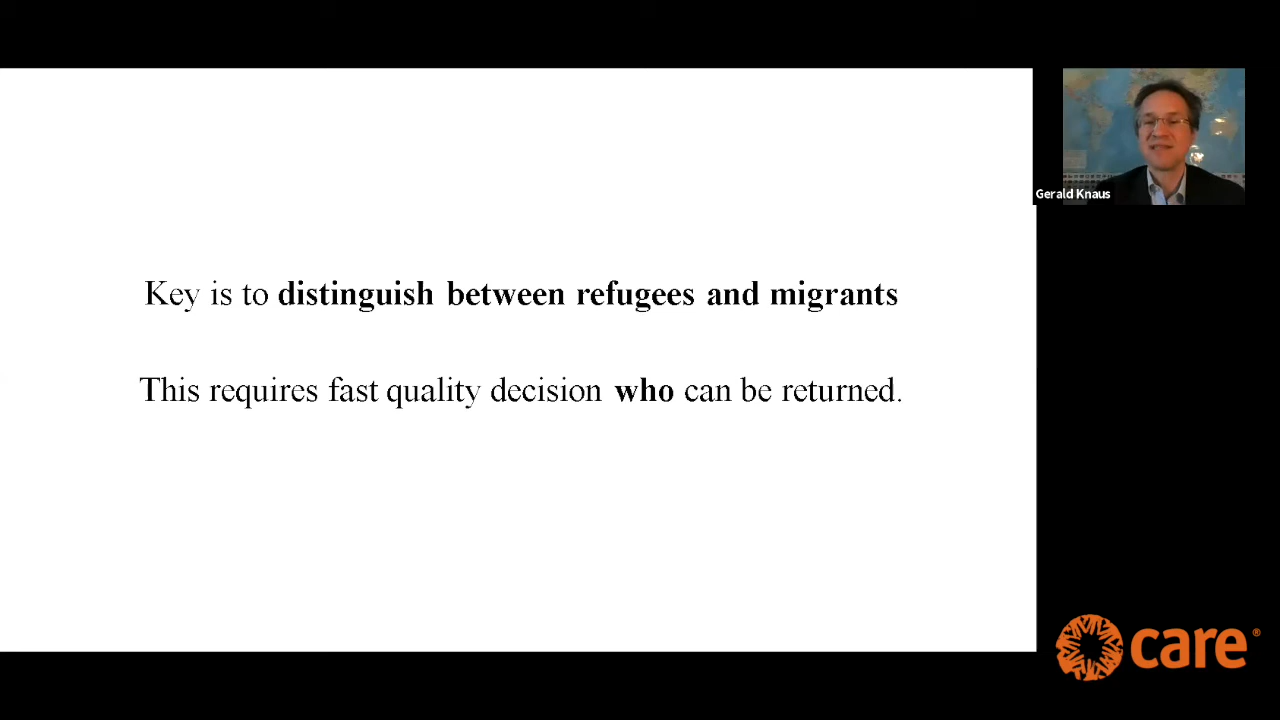 Key is to distinguish between refugees and migrants
This requires fast quality decision who can be returned.
Gerald Knaus
care®